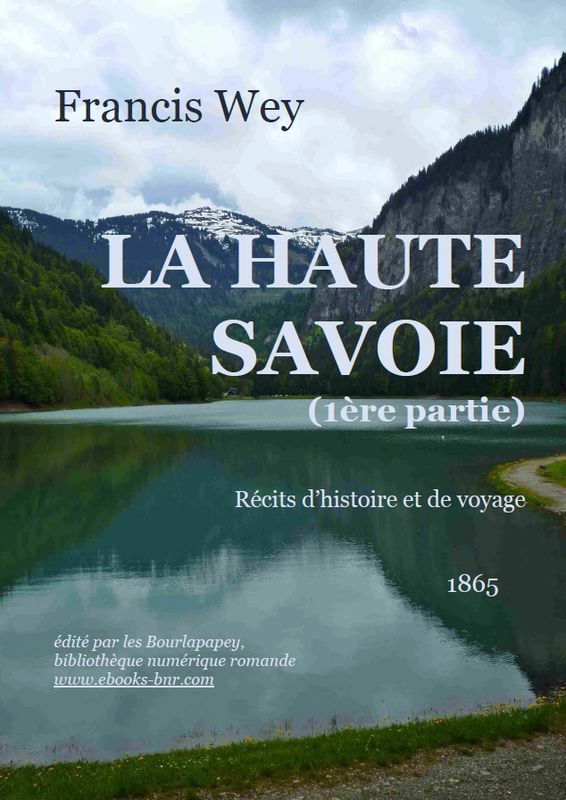 Francis Wey
LA HAUTE
SAVOIE
(1ère partie)
Récits d’histoire et de voyage
1865
édité par les Bourlapapey,
bibliothèque numérique romande
www.ebooks-bnr.com